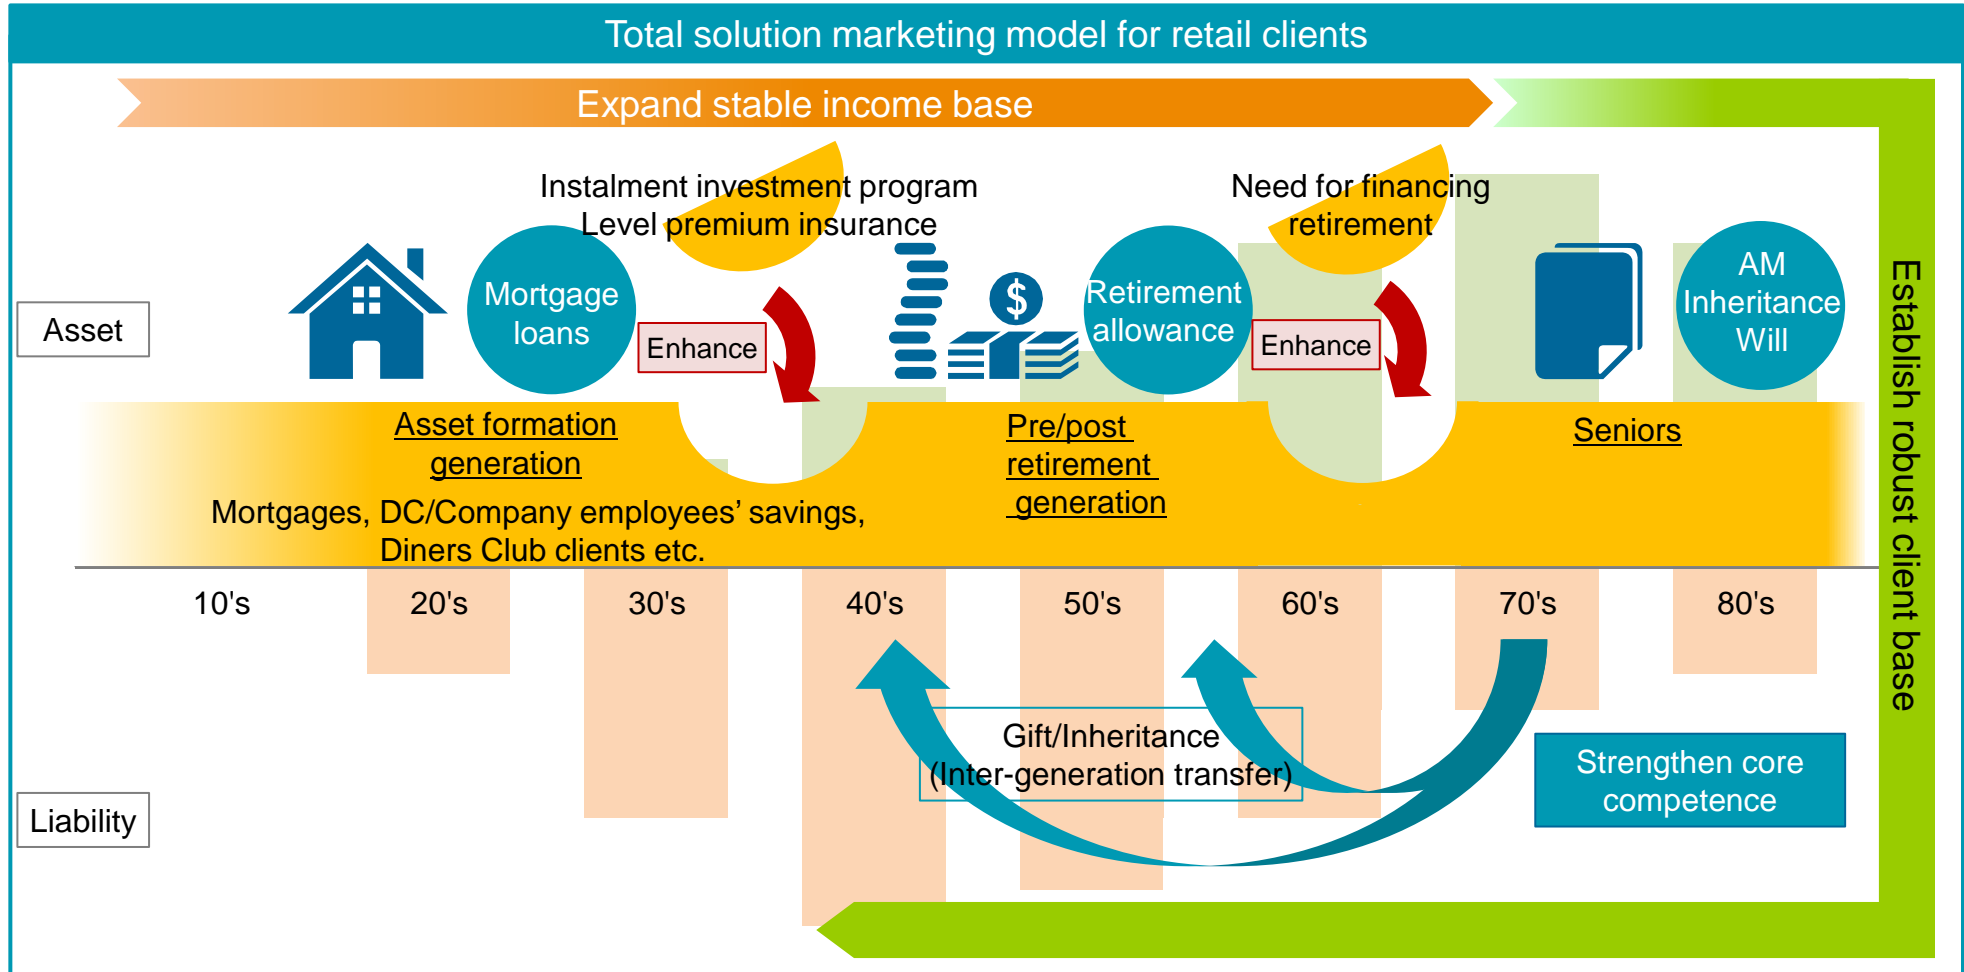 Total solution marketing model for retail clients
Expand stable income base
Instalment investment program
Level premium insurance
Need for financing
retirement
Asset
Mortgage
loans
Enhance
$
Retirement
allowance
Enhance
AM
Inheritance
Will
Establish robust client base
Asset formation
generation
Mortgages, DC/Company employees’ savings,
Diners Club clients etc.
Pre/post
retirement
generation
Seniors
10's
20's
30's
40's
50's
60's
70's
80's
Gift/Inheritance
(Inter-generation transfer)
Strengthen core
competence
Liability